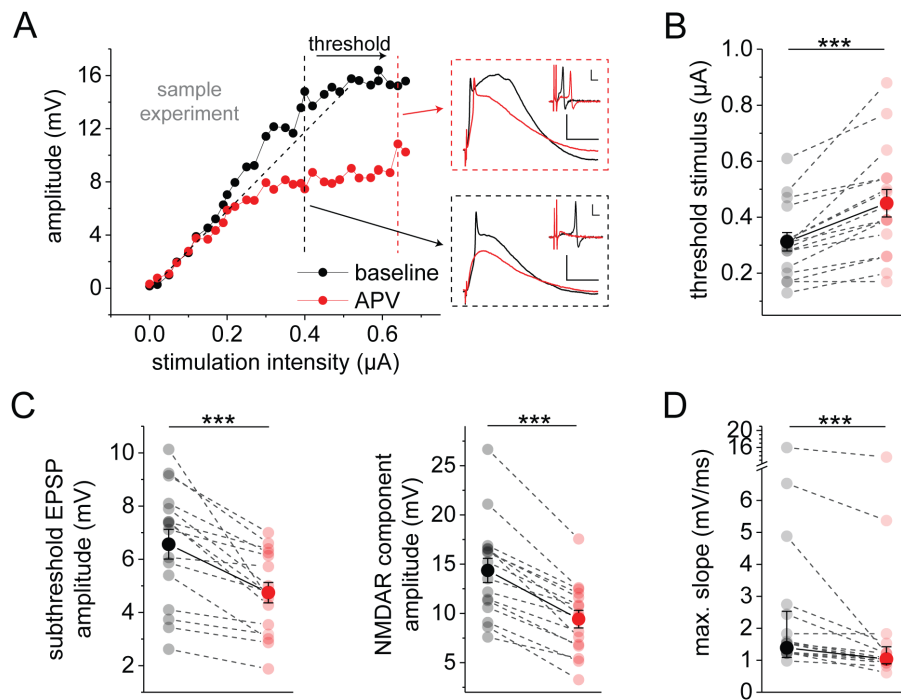 A
threshold
sample
experiment
amplitude (mV)
16
12
8
4
0
baseline
APV
0.0 0.2 0.4 0.6
stimulation intensity (µA)
B
***
threshold stimulus (µA)
1.0
0.8
0.6
0.4
0.2
C
***
subthreshold EPSP
amplitude (mV)
10
8
6
4
2
***
NMDAR component
amplitude (mV)
25
20
15
10
5
D
***
max. slope (mV/ms)
20
16
6
5
4
3
2
1
0